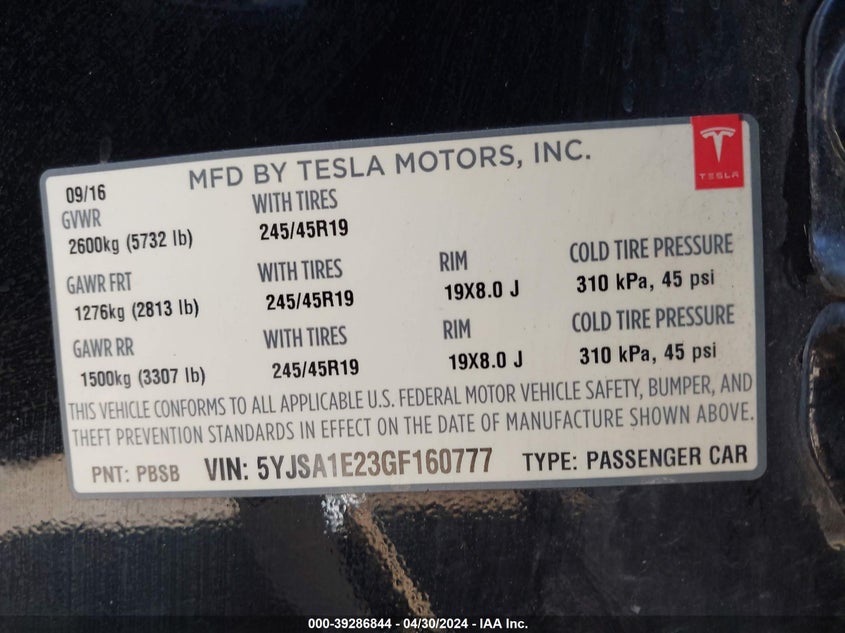 MFD BY TESLA MOTORS, INC.
TESLA
09/16
GVWR WITH TIRES
2600kg (5732 lb) 245/45R19
GAWR FRT WITH TIRES RIM COLD TIRE PRESSURE
1276kg (2813 lb) 245/45R19 19X8.0 J 310 kPa, 45 psi
GAWR RR WITH TIRES RIM COLD TIRE PRESSURE
1500kg (3307 lb) 245/45R19 19X8.0 J 310 kPa, 45 psi
THIS VEHICLE CONFORMS TO ALL APPLICABLE U.S. FEDERAL MOTOR VEHICLE SAFETY, BUMPER, AND
THEFT PREVENTION STANDARDS IN EFFECT ON THE DATE OF MANUFACTURE SHOWN ABOVE.
PNT: PBSB VIN: 5YJSA1E23GF160777 TYPE: PASSENGER CAR
000-39286844 - 04/30/2024 - IAA Inc.